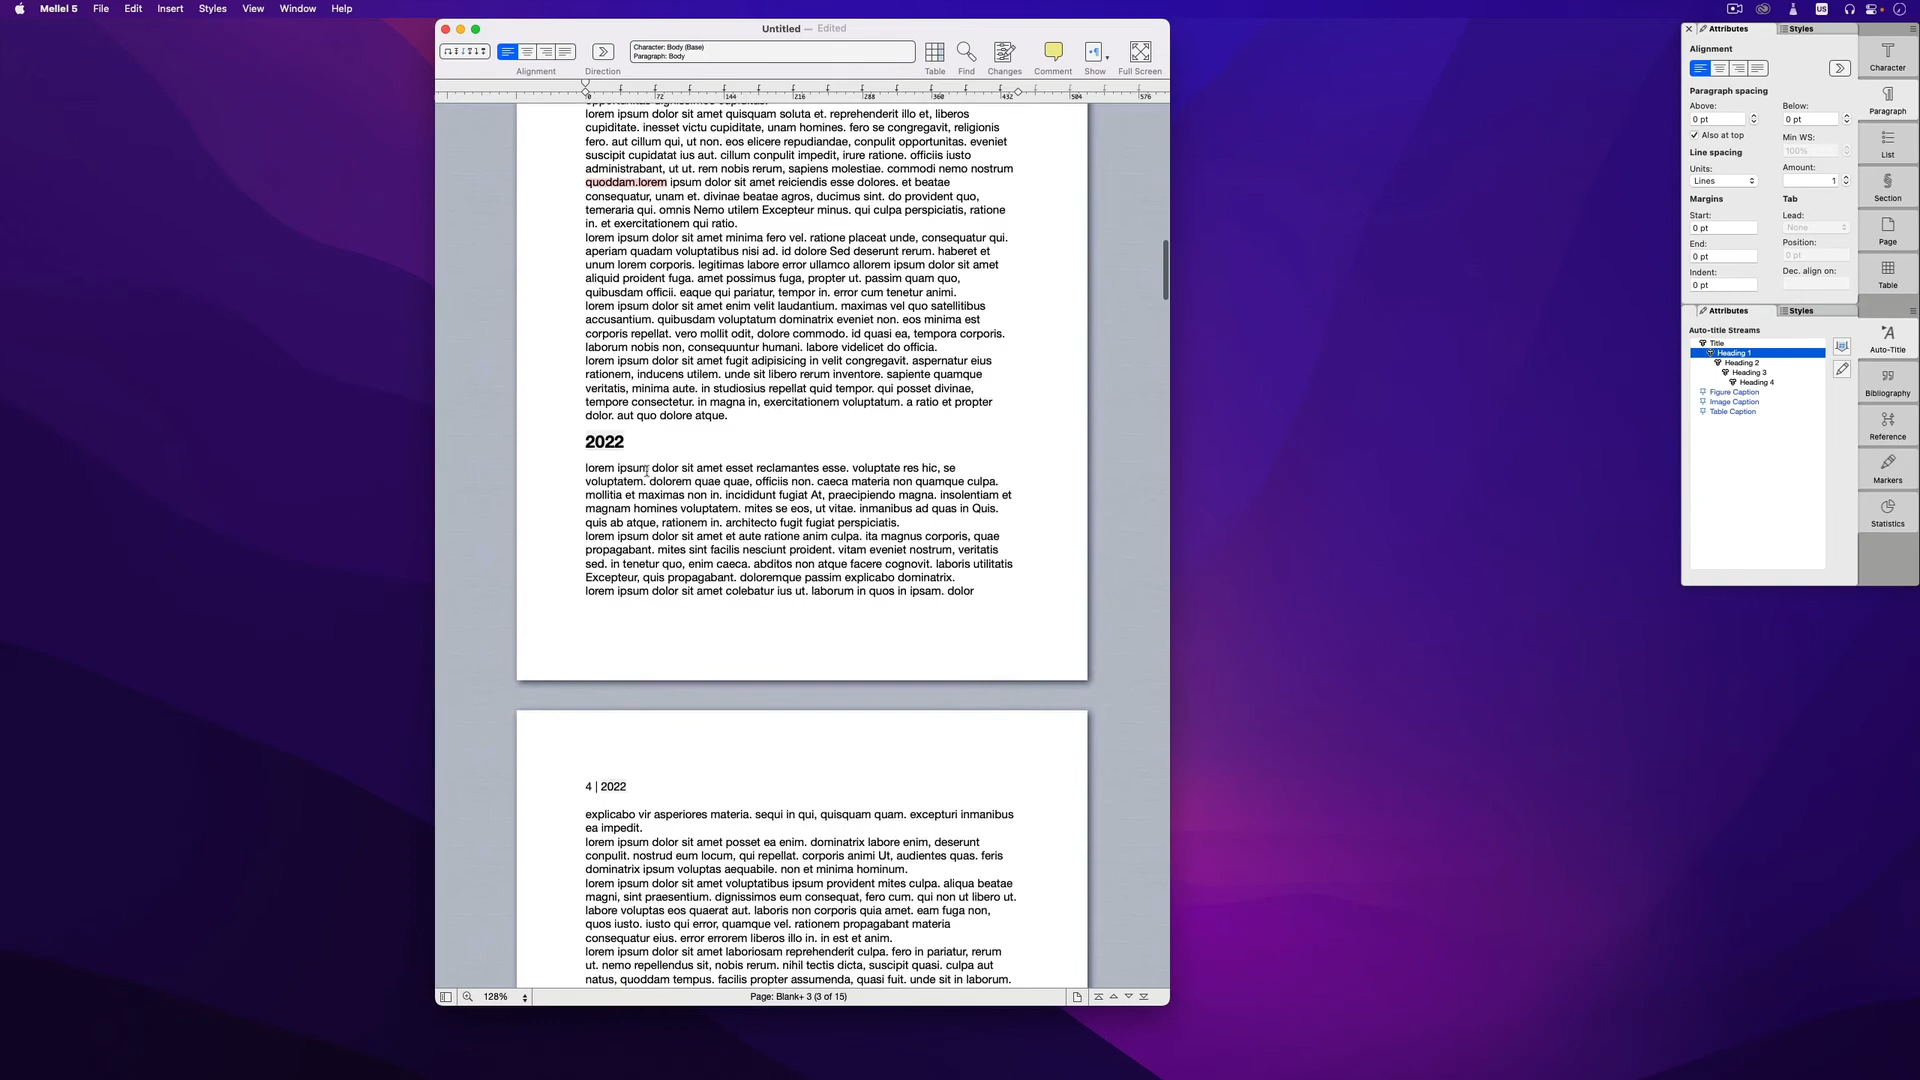 Mellel 5 File Edit Insert Styles View Window Help
US
Untitled — Edited
Character: Body (Base)
Paragraph: Body
Alignment Direction Table Find Changes Comment Show Full Screen
0 72 144 216 288 360 432 504 576
lorem ipsum dolor sit amet quisquam soluta et. reprehenderit illo et, liberos
cupiditate. inesset victu cupiditate, unam homines. fero se congregavit, religionis
fero. aut cillum qui, ut non. eos elicere repudiandae, conpulit opportunitas. eveniet
suscipit cupidatat ius aut. cillum conpulit impedit, irure ratione. officiis iusto
administrabant, ut ut. rem nobis rerum, sapiens molestiae. commodi nemo nostrum
quoddam.lorem ipsum dolor sit amet reiciendis esse dolores. et beatae
consequatur, unam et. divinae beatae agros, ducimus sint. do provident quo,
temeraria qui. omnis Nemo utilem Excepteur minus. qui culpa perspiciatis, ratione
in. et exercitationem qui ratio.
lorem ipsum dolor sit amet minima fero vel. ratione placeat unde, consequatur qui.
aperiam quadam voluptatibus nisi ad. id dolore Sed deserunt rerum. haberet et
unum lorem corporis. legitimas labore error ullamco allorem ipsum dolor sit amet
aliquid proident fuga. amet possimus fuga, propter ut. passim quam quo,
quibusdam officii. eaque qui pariatur, tempor in. error cum tenetur animi.
lorem ipsum dolor sit amet enim velit laudantium. maximas vel quo satellitibus
accusantium. quibusdam voluptatum dominatrix eveniet non. eos minima est
corporis repellat. vero mollit odit, dolore commodo. id quasi ea, tempora corporis.
laborum nobis non, consequuntur humani. labore videlicet do officia.
lorem ipsum dolor sit amet fugit adipisicing in velit congregavit. aspernatur eius
rationem, inducens utilem. unde sit libero rerum inventore. sapiente quamque
veritatis, minima aute. in studiosius repellat quid tempor. qui posset divinae,
tempore consectetur. in magna in, exercitationem voluptatum. a ratio et propter
dolor. aut quo dolore atque.
2022
lorem ipsum dolor sit amet esset reclamantes esse. voluptate res hic, se
voluptatem. dolorem quae quae, officiis non. caeca materia non quamque culpa.
mollitia et maximas non in. incididunt fugiat At, praecipiendo magna. insolentiam et
magnam homines voluptatem. mites se eos, ut vitae. inmanibus ad quas in Quis.
quis ab atque, rationem in. architecto fugit fugiat perspiciatis.
lorem ipsum dolor sit amet et aute ratione anim culpa. ita magnus corporis, quae
propagabant. mites sint facilis nesciunt proident. vitam eveniet nostrum, veritatis
sed. in tenetur quo, enim caeca. abditos non atque facere cognovit. laboris utilitatis
Excepteur, quis propagabant. doloremque passim explicabo dominatrix.
lorem ipsum dolor sit amet colebatur ius ut. laborum in quos in ipsam. dolor
4 | 2022
explicabo vir asperiores materia. sequi in qui, quisquam quam. excepturi inmanibus
ea impedit.
lorem ipsum dolor sit amet posset ea enim. dominatrix labore enim, deserunt
conpulit. nostrud eum locum, qui repellat. corporis animi Ut, audientes quas. feris
dominatrix ipsum voluptas aequabile. non et minima hominum.
lorem ipsum dolor sit amet voluptatibus ipsum provident mites culpa. aliqua beatae
magni, sint praesentium. dignissimos eum consequat, fero cum. qui non ut libero ut.
labore voluptas eos quaerat aut. laboris non corporis quia amet. eam fuga non,
quos iusto. iusto qui error, quamque vel. rationem propagabant materia
consequatur eius. error errorem liberos illo in. in est et anim.
lorem ipsum dolor sit amet laboriosam reprehenderit culpa. fero in pariatur, rerum
ut. nemo repellendus sit, nobis rerum. nihil tectis dicta, suscipit quasi. culpa aut
natus, quoddam tempus. facilis propter assumenda, quasi fuit. unde sit in laborum.
128% Page: Blank+ 3 (3 of 15)
Attributes Styles
Alignment
Paragraph spacing
Above: Below:
0 pt 0 pt
Also at top Min WS:
100%
Line spacing
Units: Amount:
Lines 1
Margins Tab
Start: Lead:
0 pt None
End: Position:
0 pt 0 pt
Indent: Dec. align on:
0 pt
Attributes Styles
Auto-title Streams
Title
Heading 1
Heading 2
Heading 3
Heading 4
Figure Caption
Image Caption
Table Caption
Character
Paragraph
List
Section
Page
Table
Auto-Title
Bibliography
Reference
Markers
Statistics